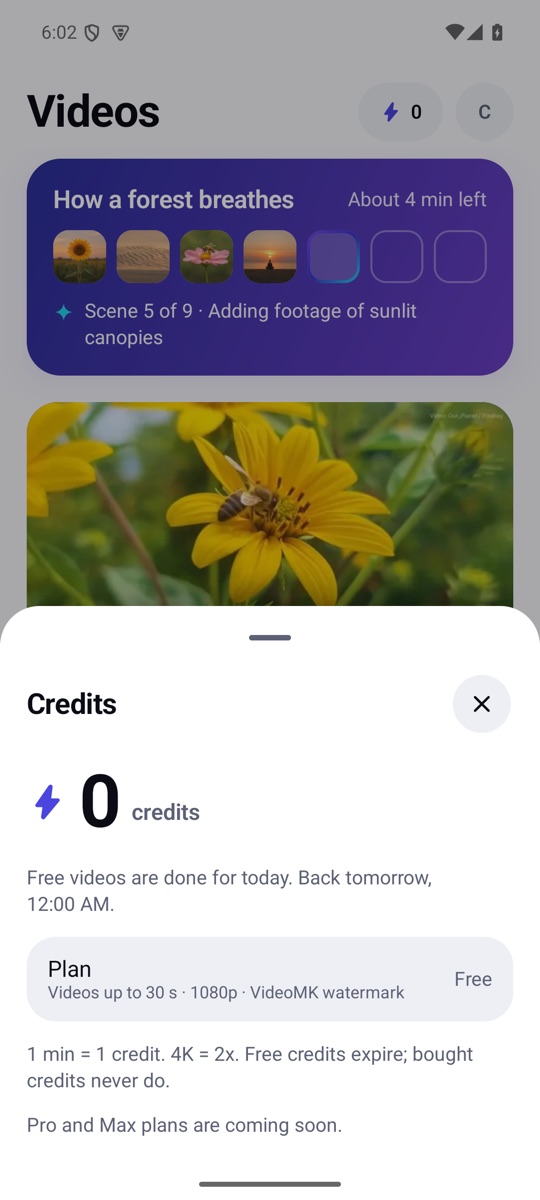 6:02
Videos
0
C
How a forest breathes
About 4 min left
Scene 5 of 9 · Adding footage of sunlit
canopies
Credits
0 credits
Free videos are done for today. Back tomorrow,
12:00 AM.
Plan
Videos up to 30 s · 1080p · VideoMK watermark
Free
1 min = 1 credit. 4K = 2x. Free credits expire; bought
credits never do.
Pro and Max plans are coming soon.